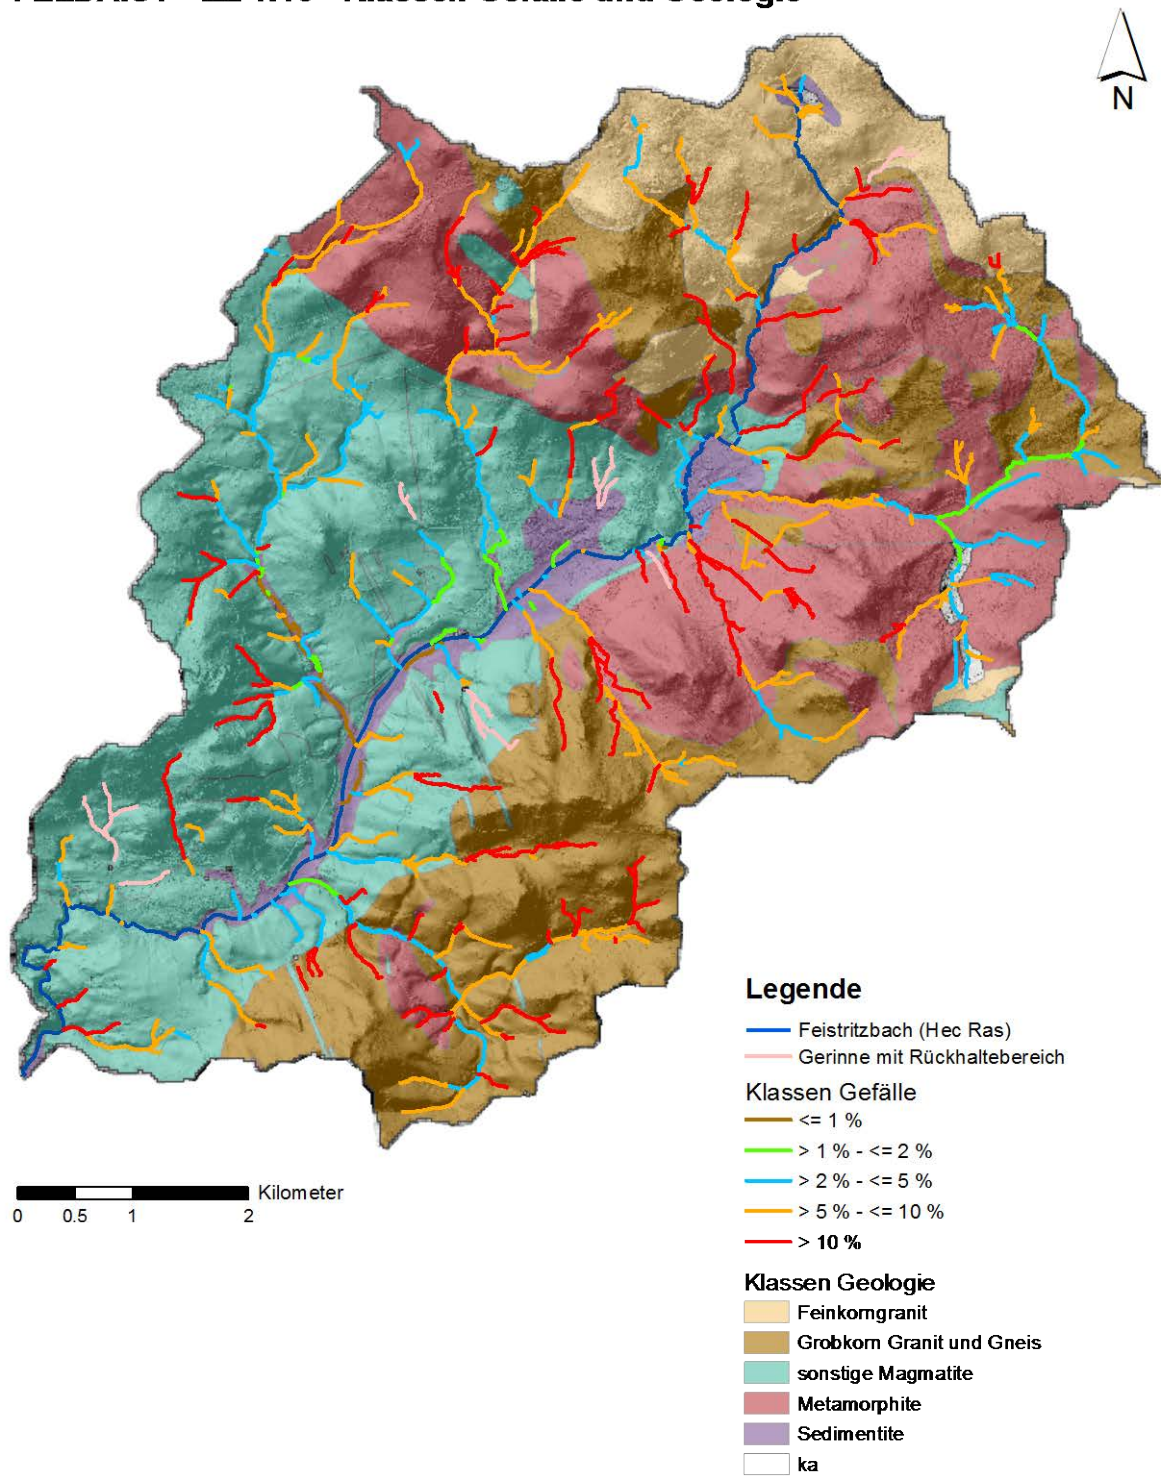 N
Legende
Feistritzbach (Hec Ras)
Gerinne mit Rückhaltebereich
Klassen Gefälle
<= 1 %
> 1 % - <= 2 %
> 2 % - <= 5 %
> 5 % - <= 10 %
> 10 %
Kilometer
0 0.5 1 2
Klassen Geologie
Feinkorngranit
Grobkorn Granit und Gneis
sonstige Magmatite
Metamorphite
Sedimentite
ka